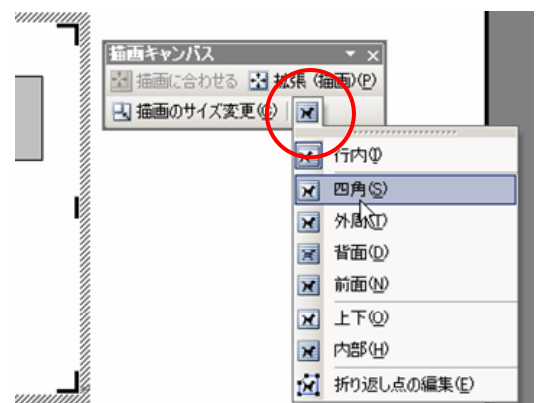 描画キャンバス
描画に合わせる 拡張（描画）(P)
描画のサイズ変更(G)
行内(I)
四角(S)
外周(T)
背面(D)
前面(N)
上下(O)
内部(H)
折り返し点の編集(E)